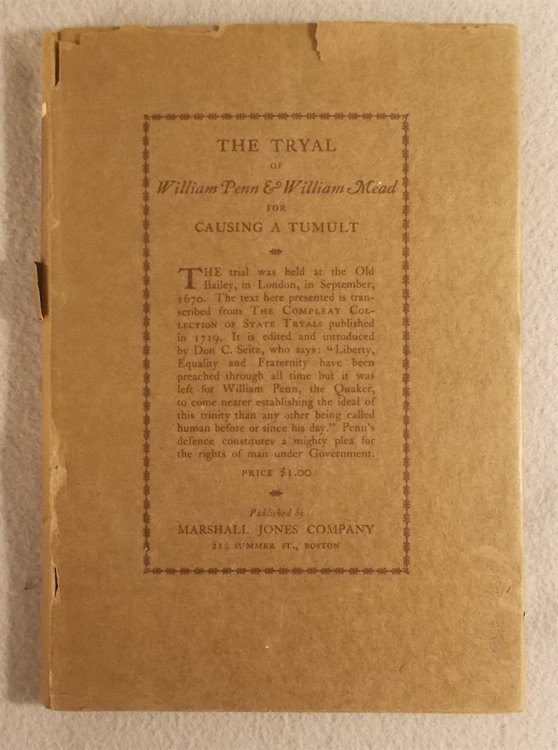 THE TRYAL
OF
William Penn & William Mead
FOR
CAUSING A TUMULT
THE trial was held at the Old
Bailey, in London, in September,
1670. The text here presented is tran-
scribed from THE COMPLEAT COL-
LECTION OF STATE TRYALS published
in 1719. It is edited and introduced
by Don C. Seitz, who says: "Liberty,
Equality and Fraternity have been
preached through all time but it was
left for William Penn, the Quaker,
to come nearer establishing the ideal of
this trinity than any other being called
human before or since his day." Penn's
defence constitutes a mighty plea for
the rights of man under Government.
PRICE $1.00
Published by
MARSHALL JONES COMPANY
212 SUMMER ST., BOSTON